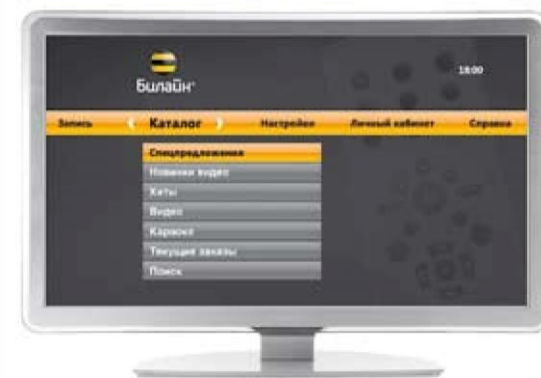 Билайн
18:00
Запись Каталог Настройки Личный кабинет Справка
Спецпредложения
Новинки видео
Хиты
Видео
Караоке
Текущие заказы
Поиск